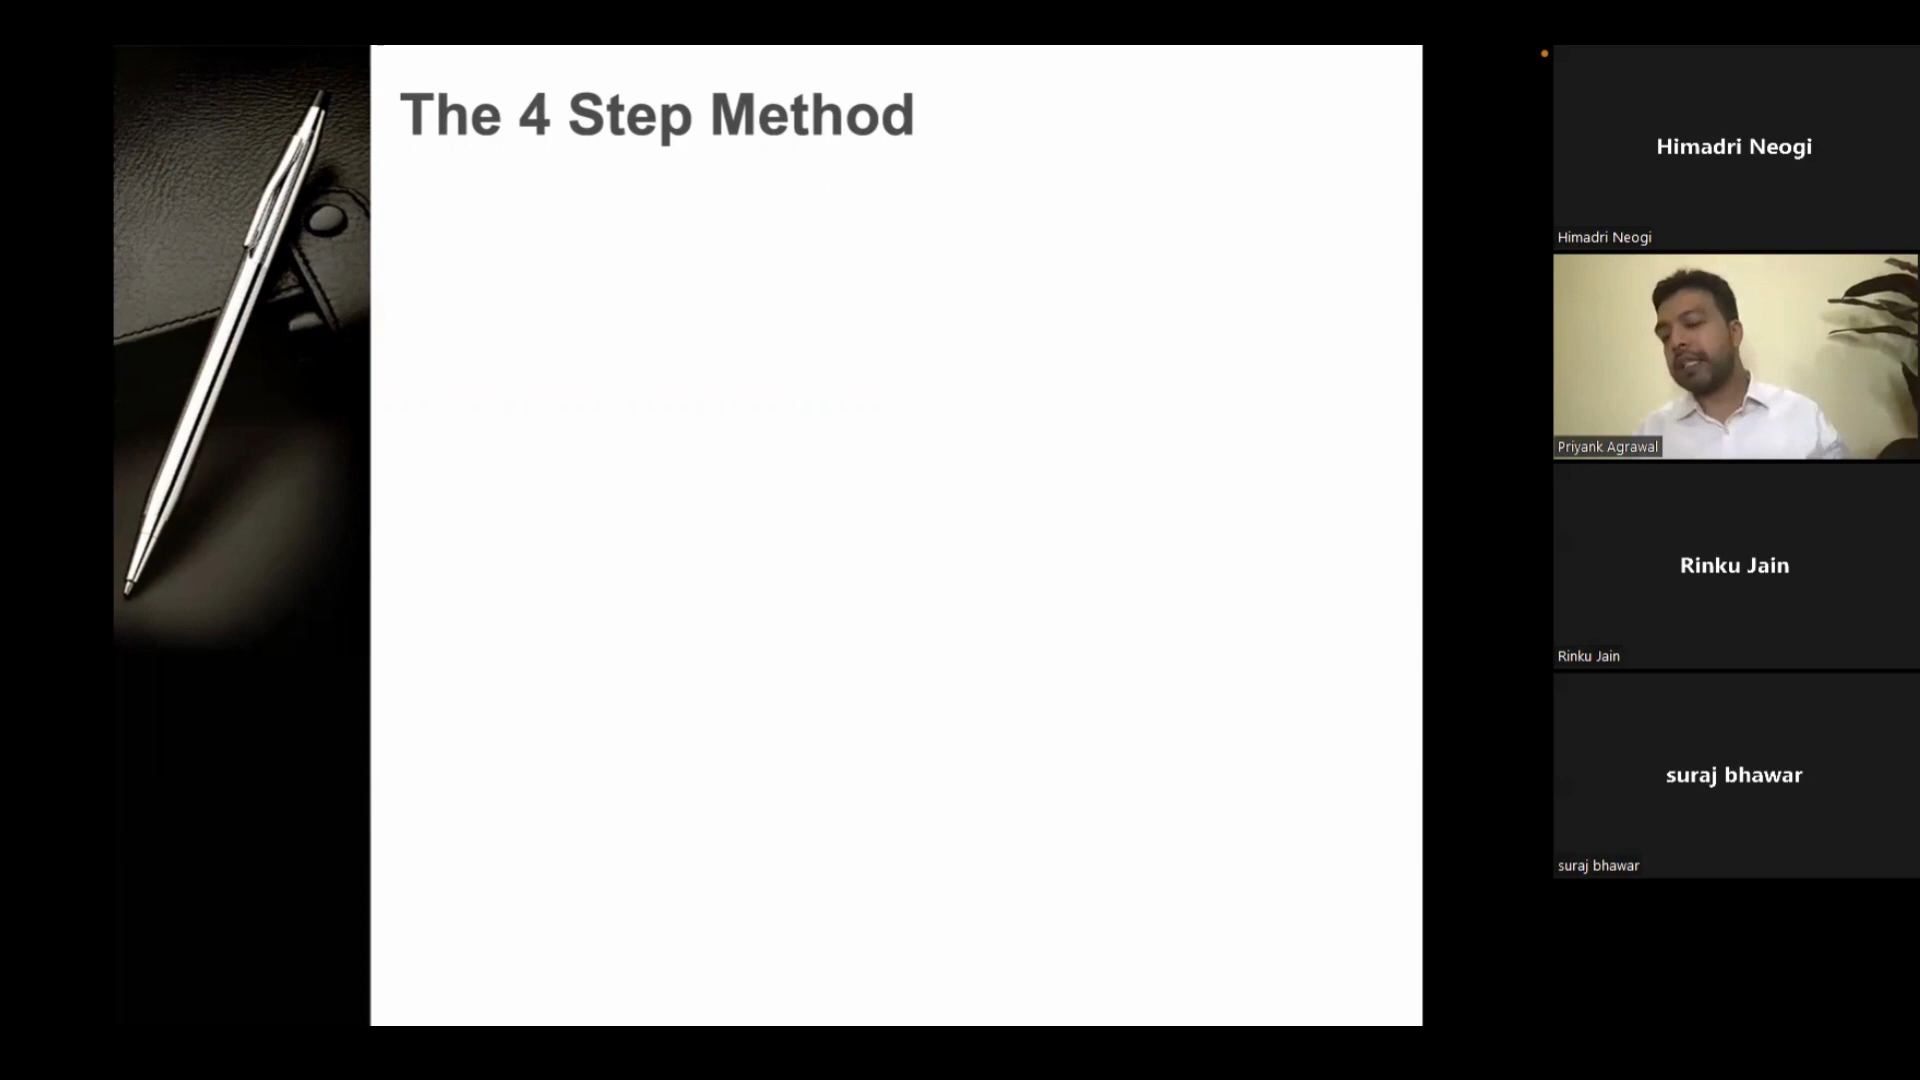 The 4 Step Method
Himadri Neogi
Himadri Neogi
Priyank Agrawal
Rinku Jain
Rinku Jain
suraj bhawar
suraj bhawar